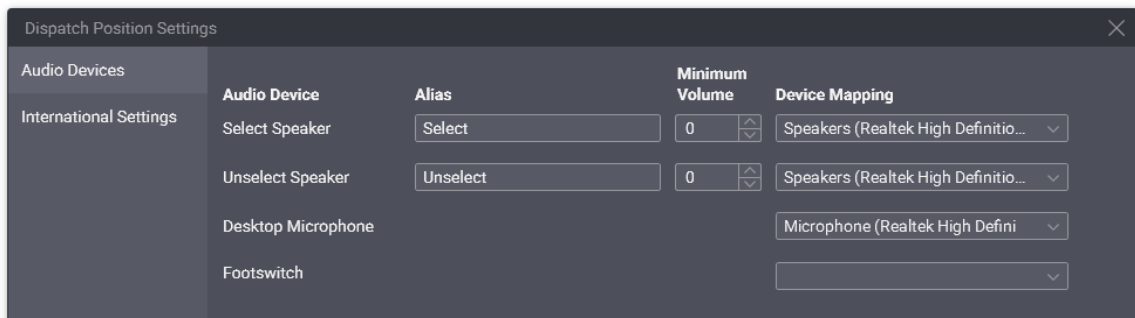 Dispatch Position Settings
Audio Devices
International Settings
Audio Device Alias Minimum Volume Device Mapping
Select Speaker Select 0 Speakers (Realtek High Definitio...
Unselect Speaker Unselect 0 Speakers (Realtek High Definitio...
Desktop Microphone Microphone (Realtek High Defini
Footswitch